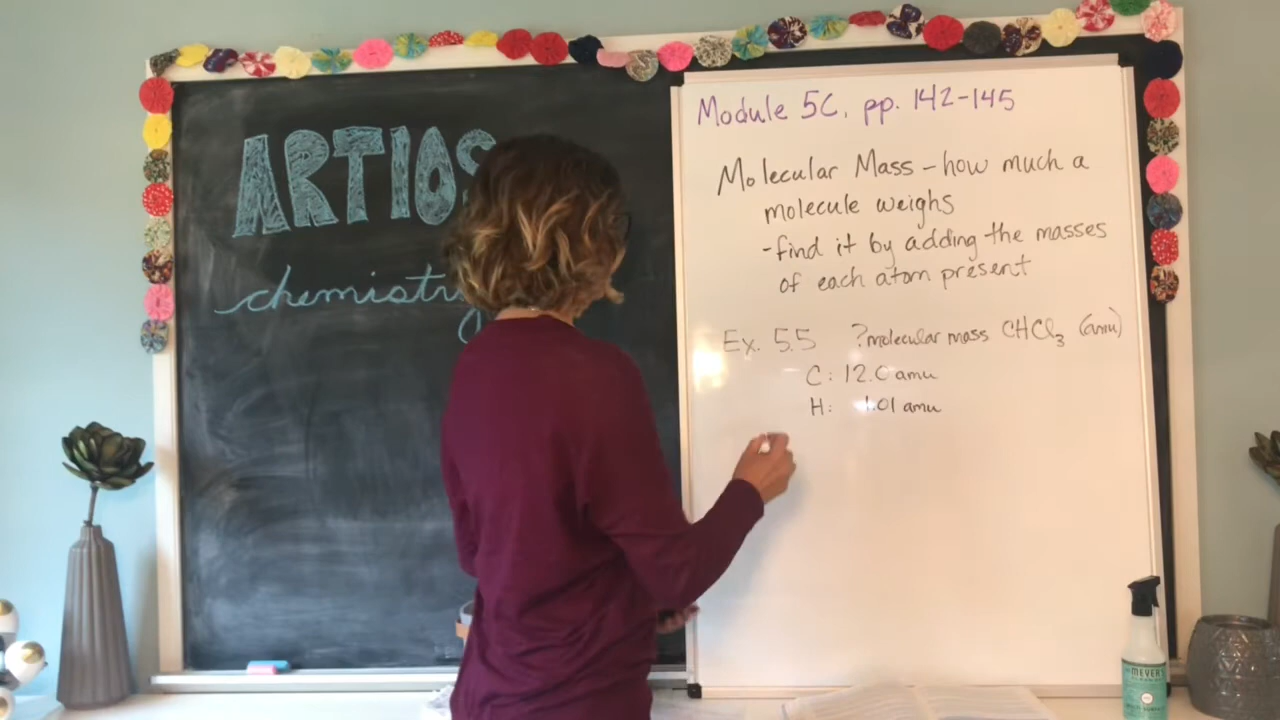 ARTIOS
chemistry
Module 5C, pp. 142-145
Molecular Mass - how much a
molecule weighs
- find it by adding the masses
of each atom present
Ex. 5.5 ? molecular mass CHCl₃ (amu)
C: 12.0 amu
H: 1.01 amu
MEYER'S